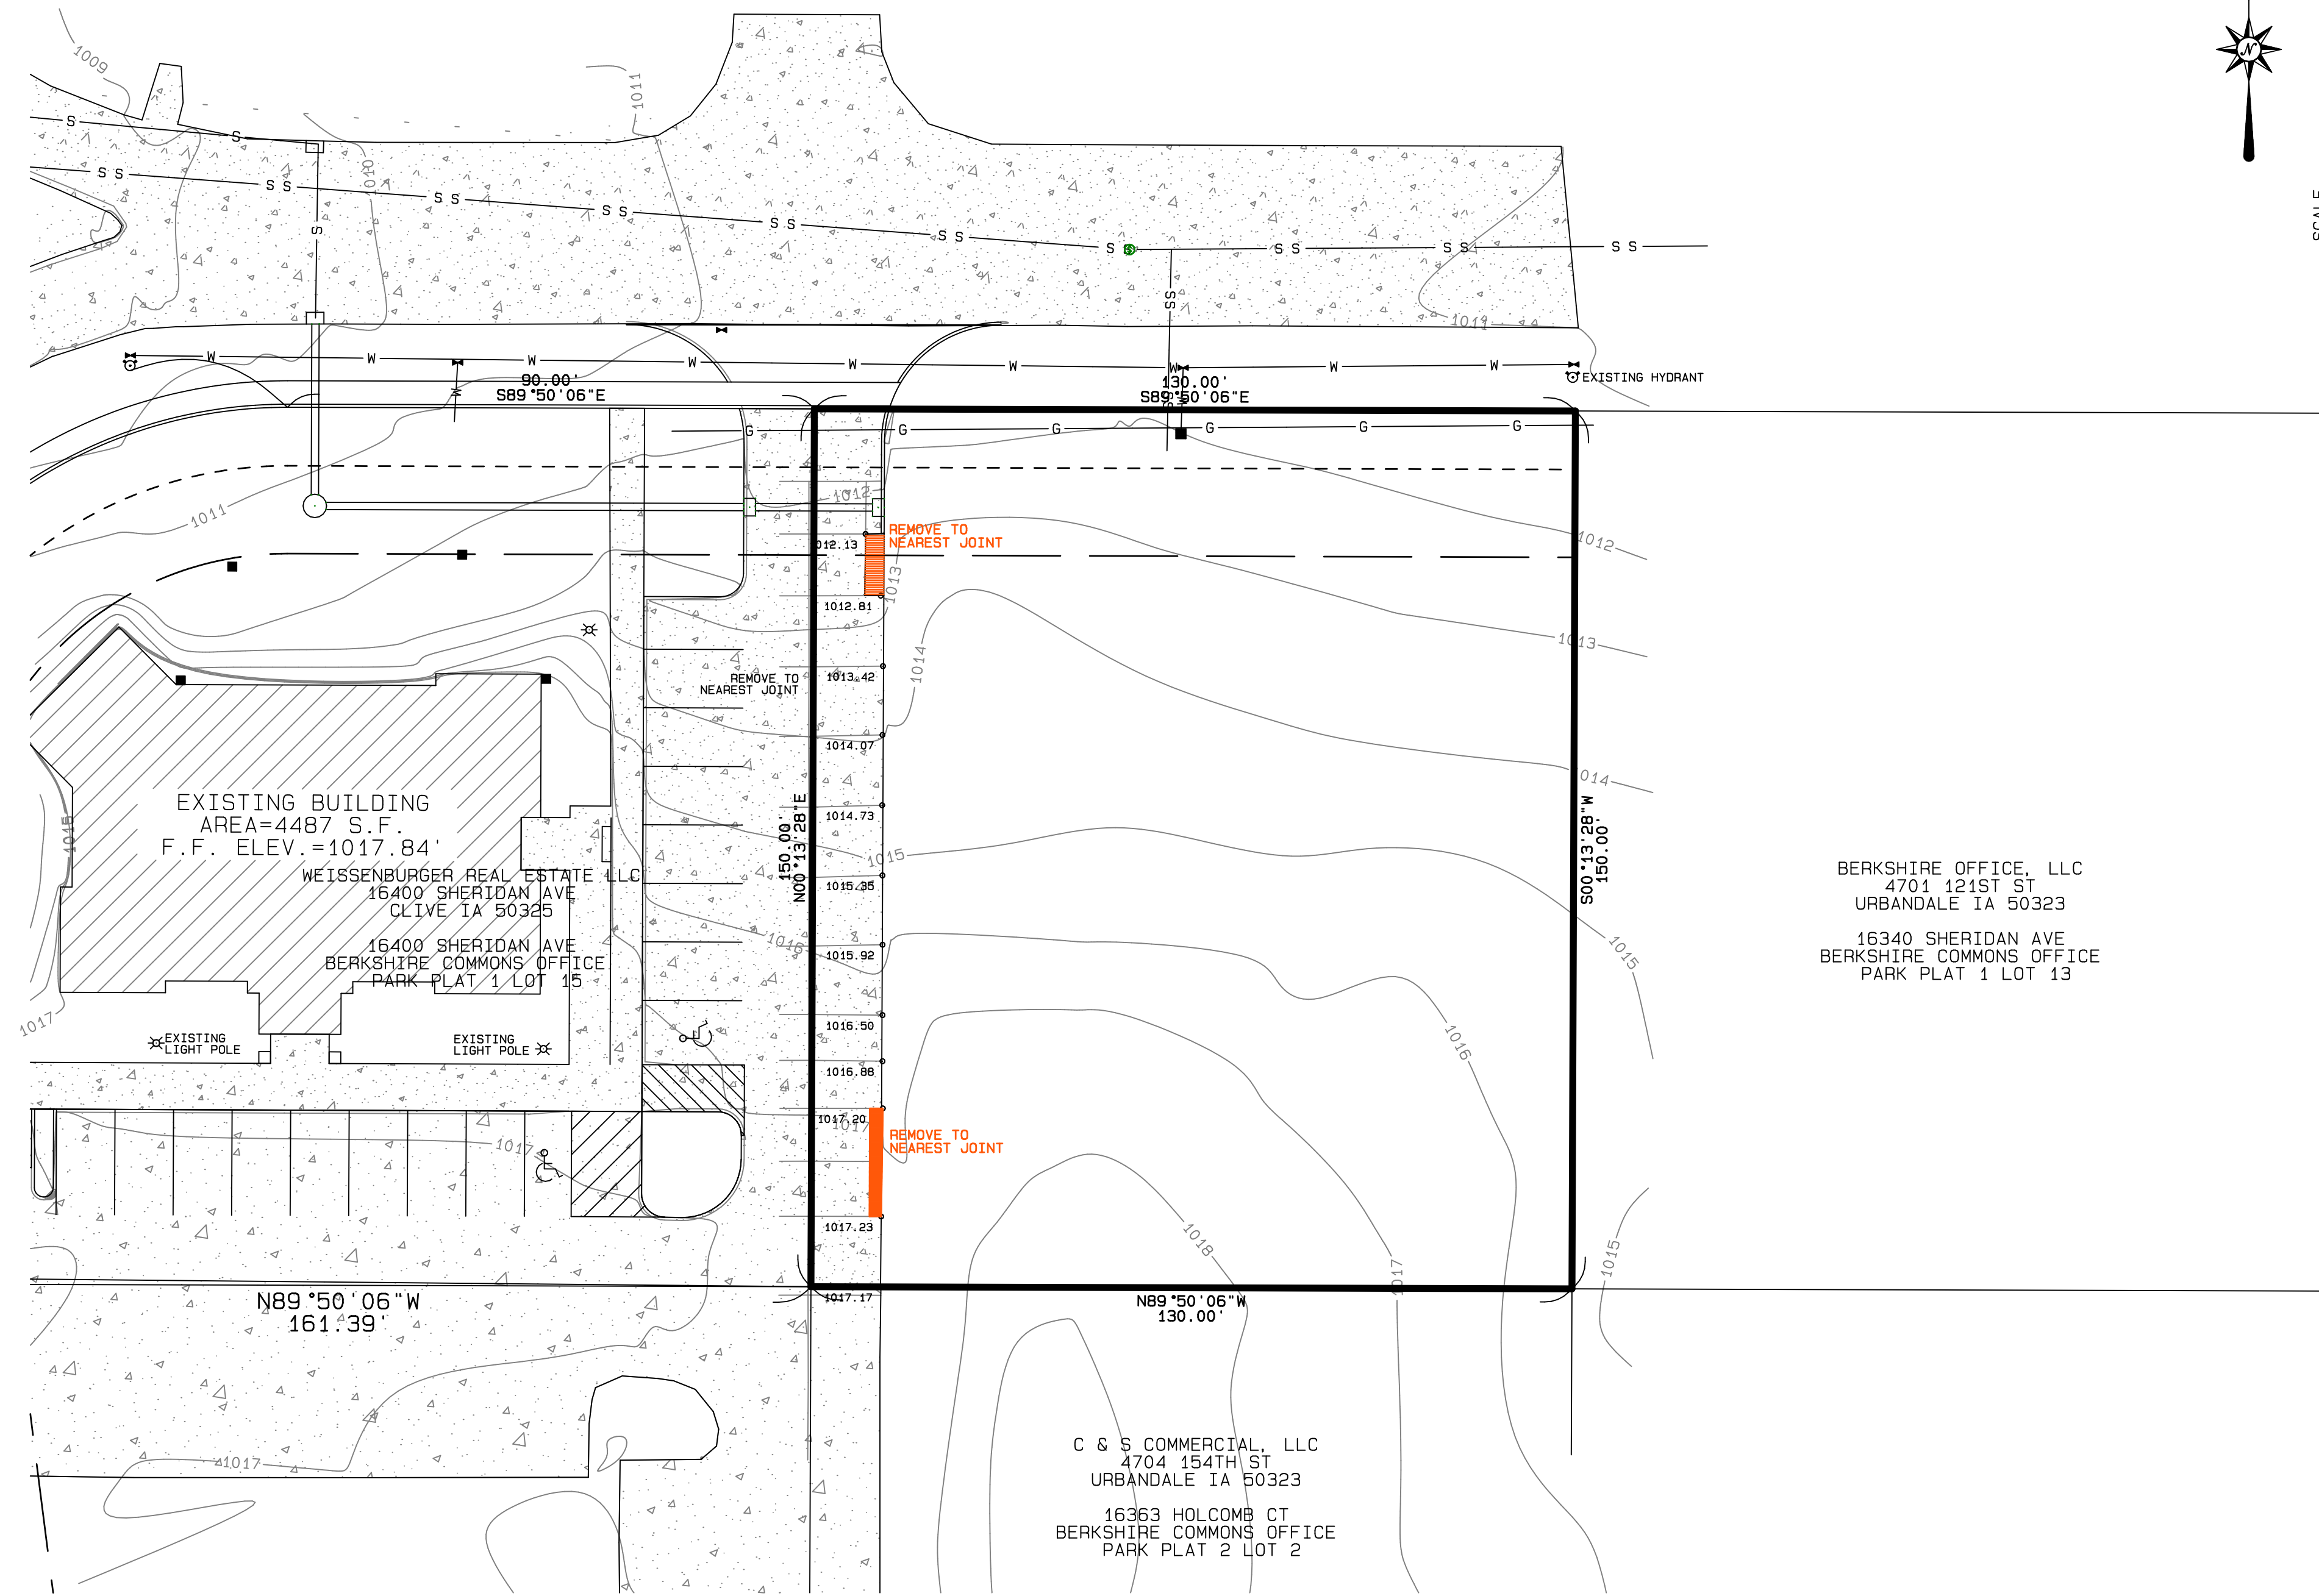 1009
1011
1010
S
S
S S
S S
S S
S S
S S
S S
S S
S S
S S
S S
S
SS
N
1011
W
W
W
W
W
W
W
W
W
W
EXISTING HYDRANT
90.00'
S89°50'06"E
130.00'
S89°50'06"E
G
G
G
G
G
G
1012
1011
REMOVE TO
NEAREST JOINT
1012
012.13
1013
1012.81
1013
1014
REMOVE TO
NEAREST JOINT
1013.42
1014.07
1014
1014.73
EXISTING BUILDING
AREA=4487 S.F.
F.F. ELEV.=1017.84'
1015
150.00'
N00°13'28"E
S00°13'28"W
150.00'
1015
1015.35
WEISSENBURGER REAL ESTATE LLC
16400 SHERIDAN AVE
CLIVE IA 50325
16400 SHERIDAN AVE
BERKSHIRE COMMONS OFFICE
PARK PLAT 1 LOT 15
BERKSHIRE OFFICE, LLC
4701 121ST ST
URBANDALE IA 50323
16340 SHERIDAN AVE
BERKSHIRE COMMONS OFFICE
PARK PLAT 1 LOT 13
1016
1015.92
1015
1016.50
1016
1017
EXISTING
LIGHT POLE
EXISTING
LIGHT POLE
1016.88
1017.20
1017
REMOVE TO
NEAREST JOINT
1017
1017.23
1018
1015
1017
1017.17
N89°50'06"W
161.39'
N89°50'06"W
130.00'
1017
C & S COMMERCIAL, LLC
4704 154TH ST
URBANDALE IA 50323
16363 HOLCOMB CT
BERKSHIRE COMMONS OFFICE
PARK PLAT 2 LOT 2